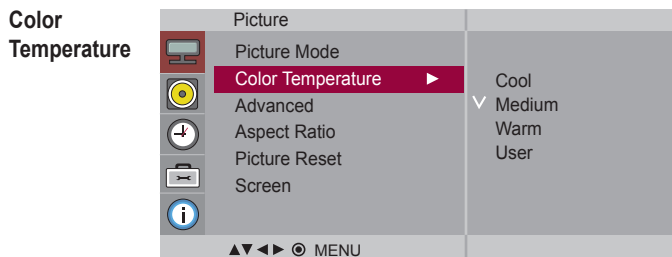 Color
Temperature
Picture
Picture Mode
Color Temperature ►
Advanced
Aspect Ratio
Picture Reset
Screen
Cool
Medium
Warm
User
▲▼◄► ◉ MENU